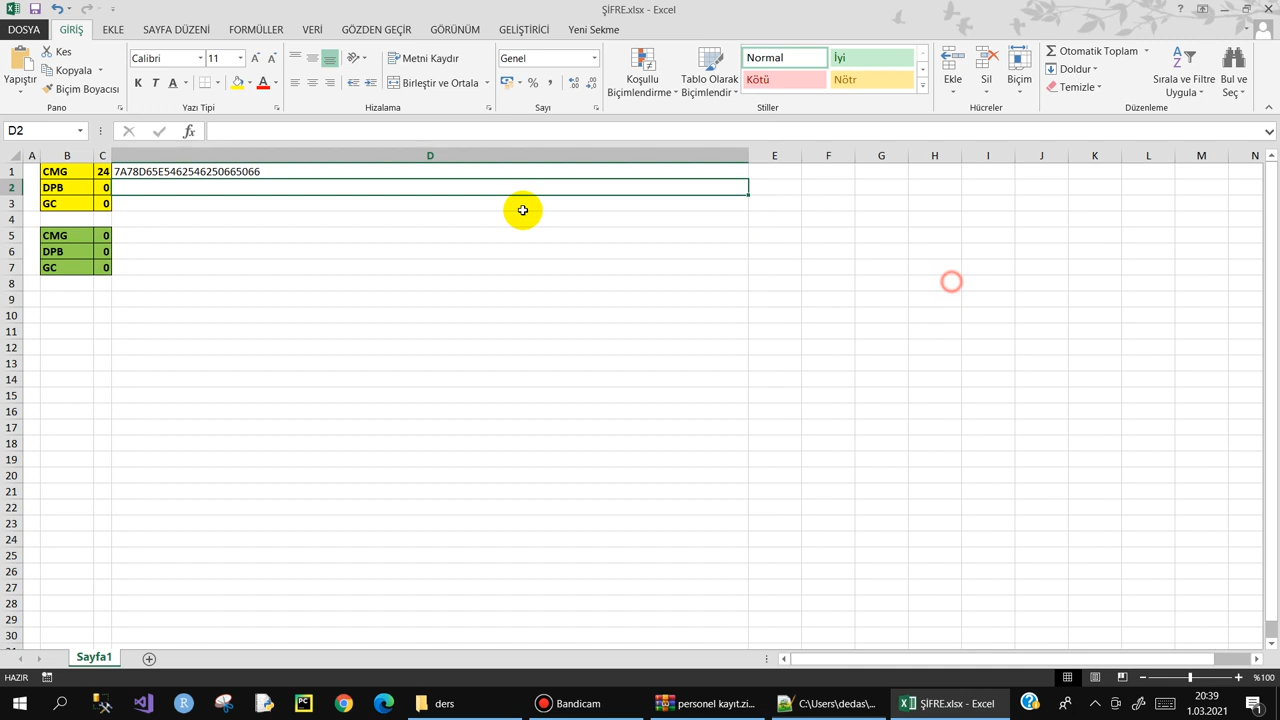 ŞİFRE.xlsx - Excel
DOSYA GİRİŞ EKLE SAYFA DÜZENİ FORMÜLLER VERİ GÖZDEN GEÇİR GÖRÜNÜM GELİŞTİRİCİ Yeni Sekme
Yapıştır
Kes
Kopyala
Biçim Boyacısı
Pano
Calibri 11
K T A
Yazı Tipi
Metni Kaydır
Birleştir ve Ortala
Hizalama
Genel
%
Sayı
Koşullu Biçimlendirme
Tablo Olarak Biçimlendir
Normal İyi
Kötü Nötr
Stiller
Ekle Sil Biçim
Hücreler
Otomatik Toplam
Doldur
Temizle
Sırala ve Filtre Uygula
Bul ve Seç
Düzenleme
D2 fx
A B C D E F G H I J K L M N
1 CMG 24 7A78D65E5462546250665066
2 DPB 0
3 GC 0
4
5 CMG 0
6 DPB 0
7 GC 0
8
9
10
11
12
13
14
15
16
17
18
19
20
21
22
23
24
25
26
27
28
29
30
Sayfa1
HAZIR %100
ders Bandicam personel kayıt.zi... C:\Users\dedas\... ŞİFRE.xlsx - Excel
20:39
1.03.2021